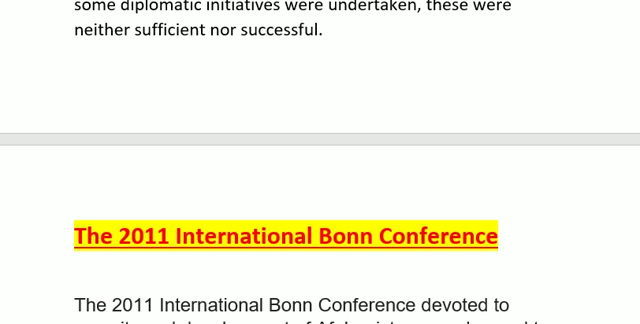 some diplomatic initiatives were undertaken, these were
neither sufficient nor successful.
The 2011 International Bonn Conference
The 2011 International Bonn Conference devoted to